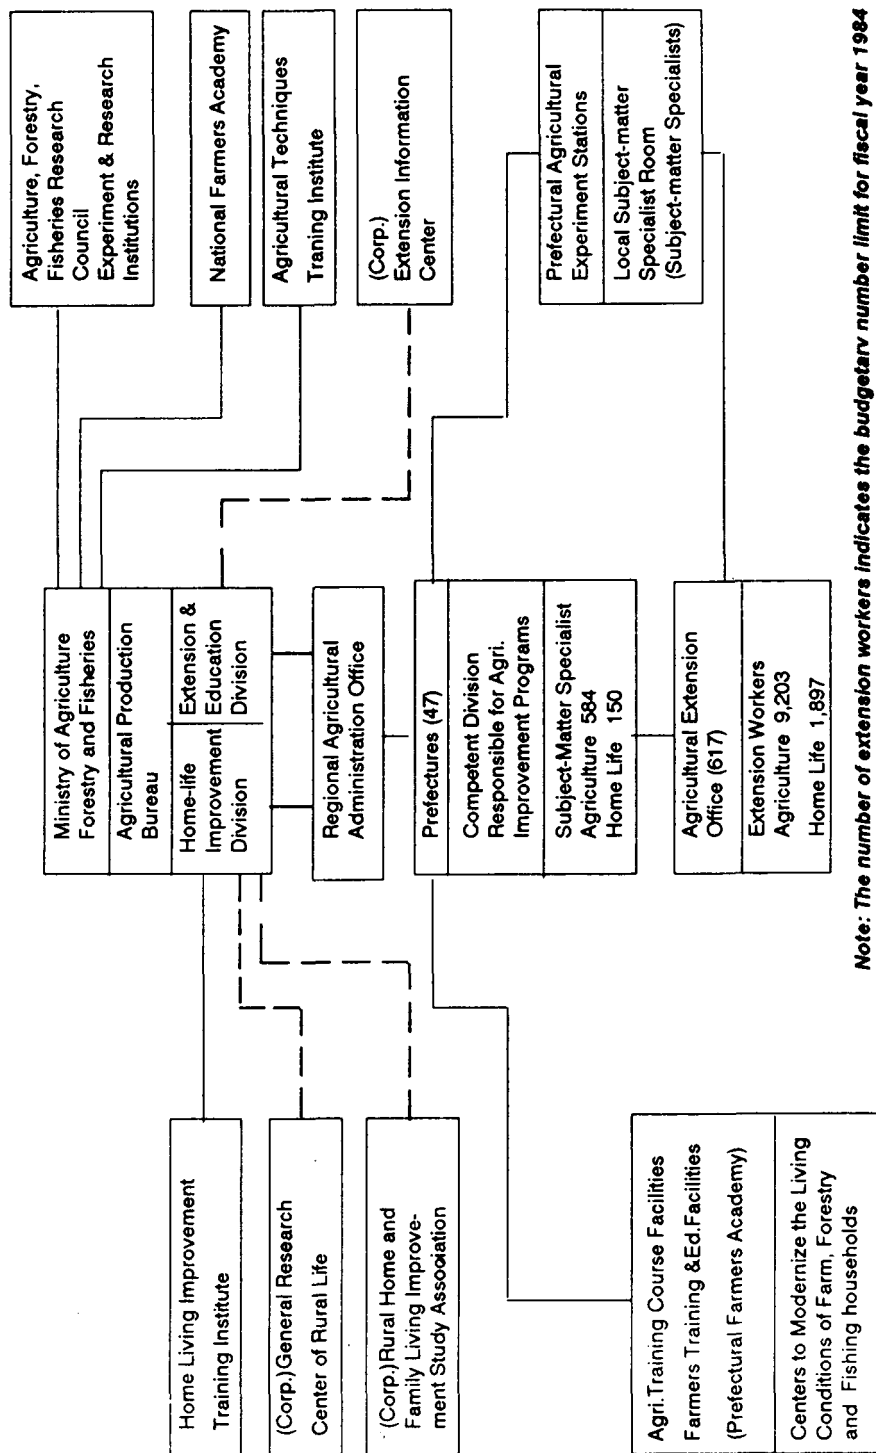 Agriculture, Forestry,
Fisheries Research
Council
Experiment & Research
Institutions
National Farmers Academy
Agricultural Techniques
Traning Institute
(Corp.)
Extension Information
Center
Prefectural Agricultural
Experiment Stations
Local Subject-matter
Specialist Room
(Subject-matter Specialists)
Ministry of Agriculture
Forestry and Fisheries
Agricultural Production
Bureau
Home-life
Improvement
Division
Extension &
Education
Division
Regional Agricultural
Administration Office
Prefectures (47)
Competent Division
Responsible for Agri.
Improvement Programs
Subject-Matter Specialist
Agriculture 584
Home Life 150
Agricultural Extension
Office (617)
Extension Workers
Agriculture 9,203
Home Life 1,897
Home Living Improvement
Training Institute
(Corp.)General Research
Center of Rural Life
(Corp.)Rural Home and
Family Living Improve-
ment Study Association
Agri.Training Course Facilities
Farmers Training &Ed.Facilities
(Prefectural Farmers Academy)
Centers to Modernize the Living
Conditions of Farm, Forestry
and Fishing households
Note: The number of extension workers indicates the budgetary number limit for fiscal year 1984